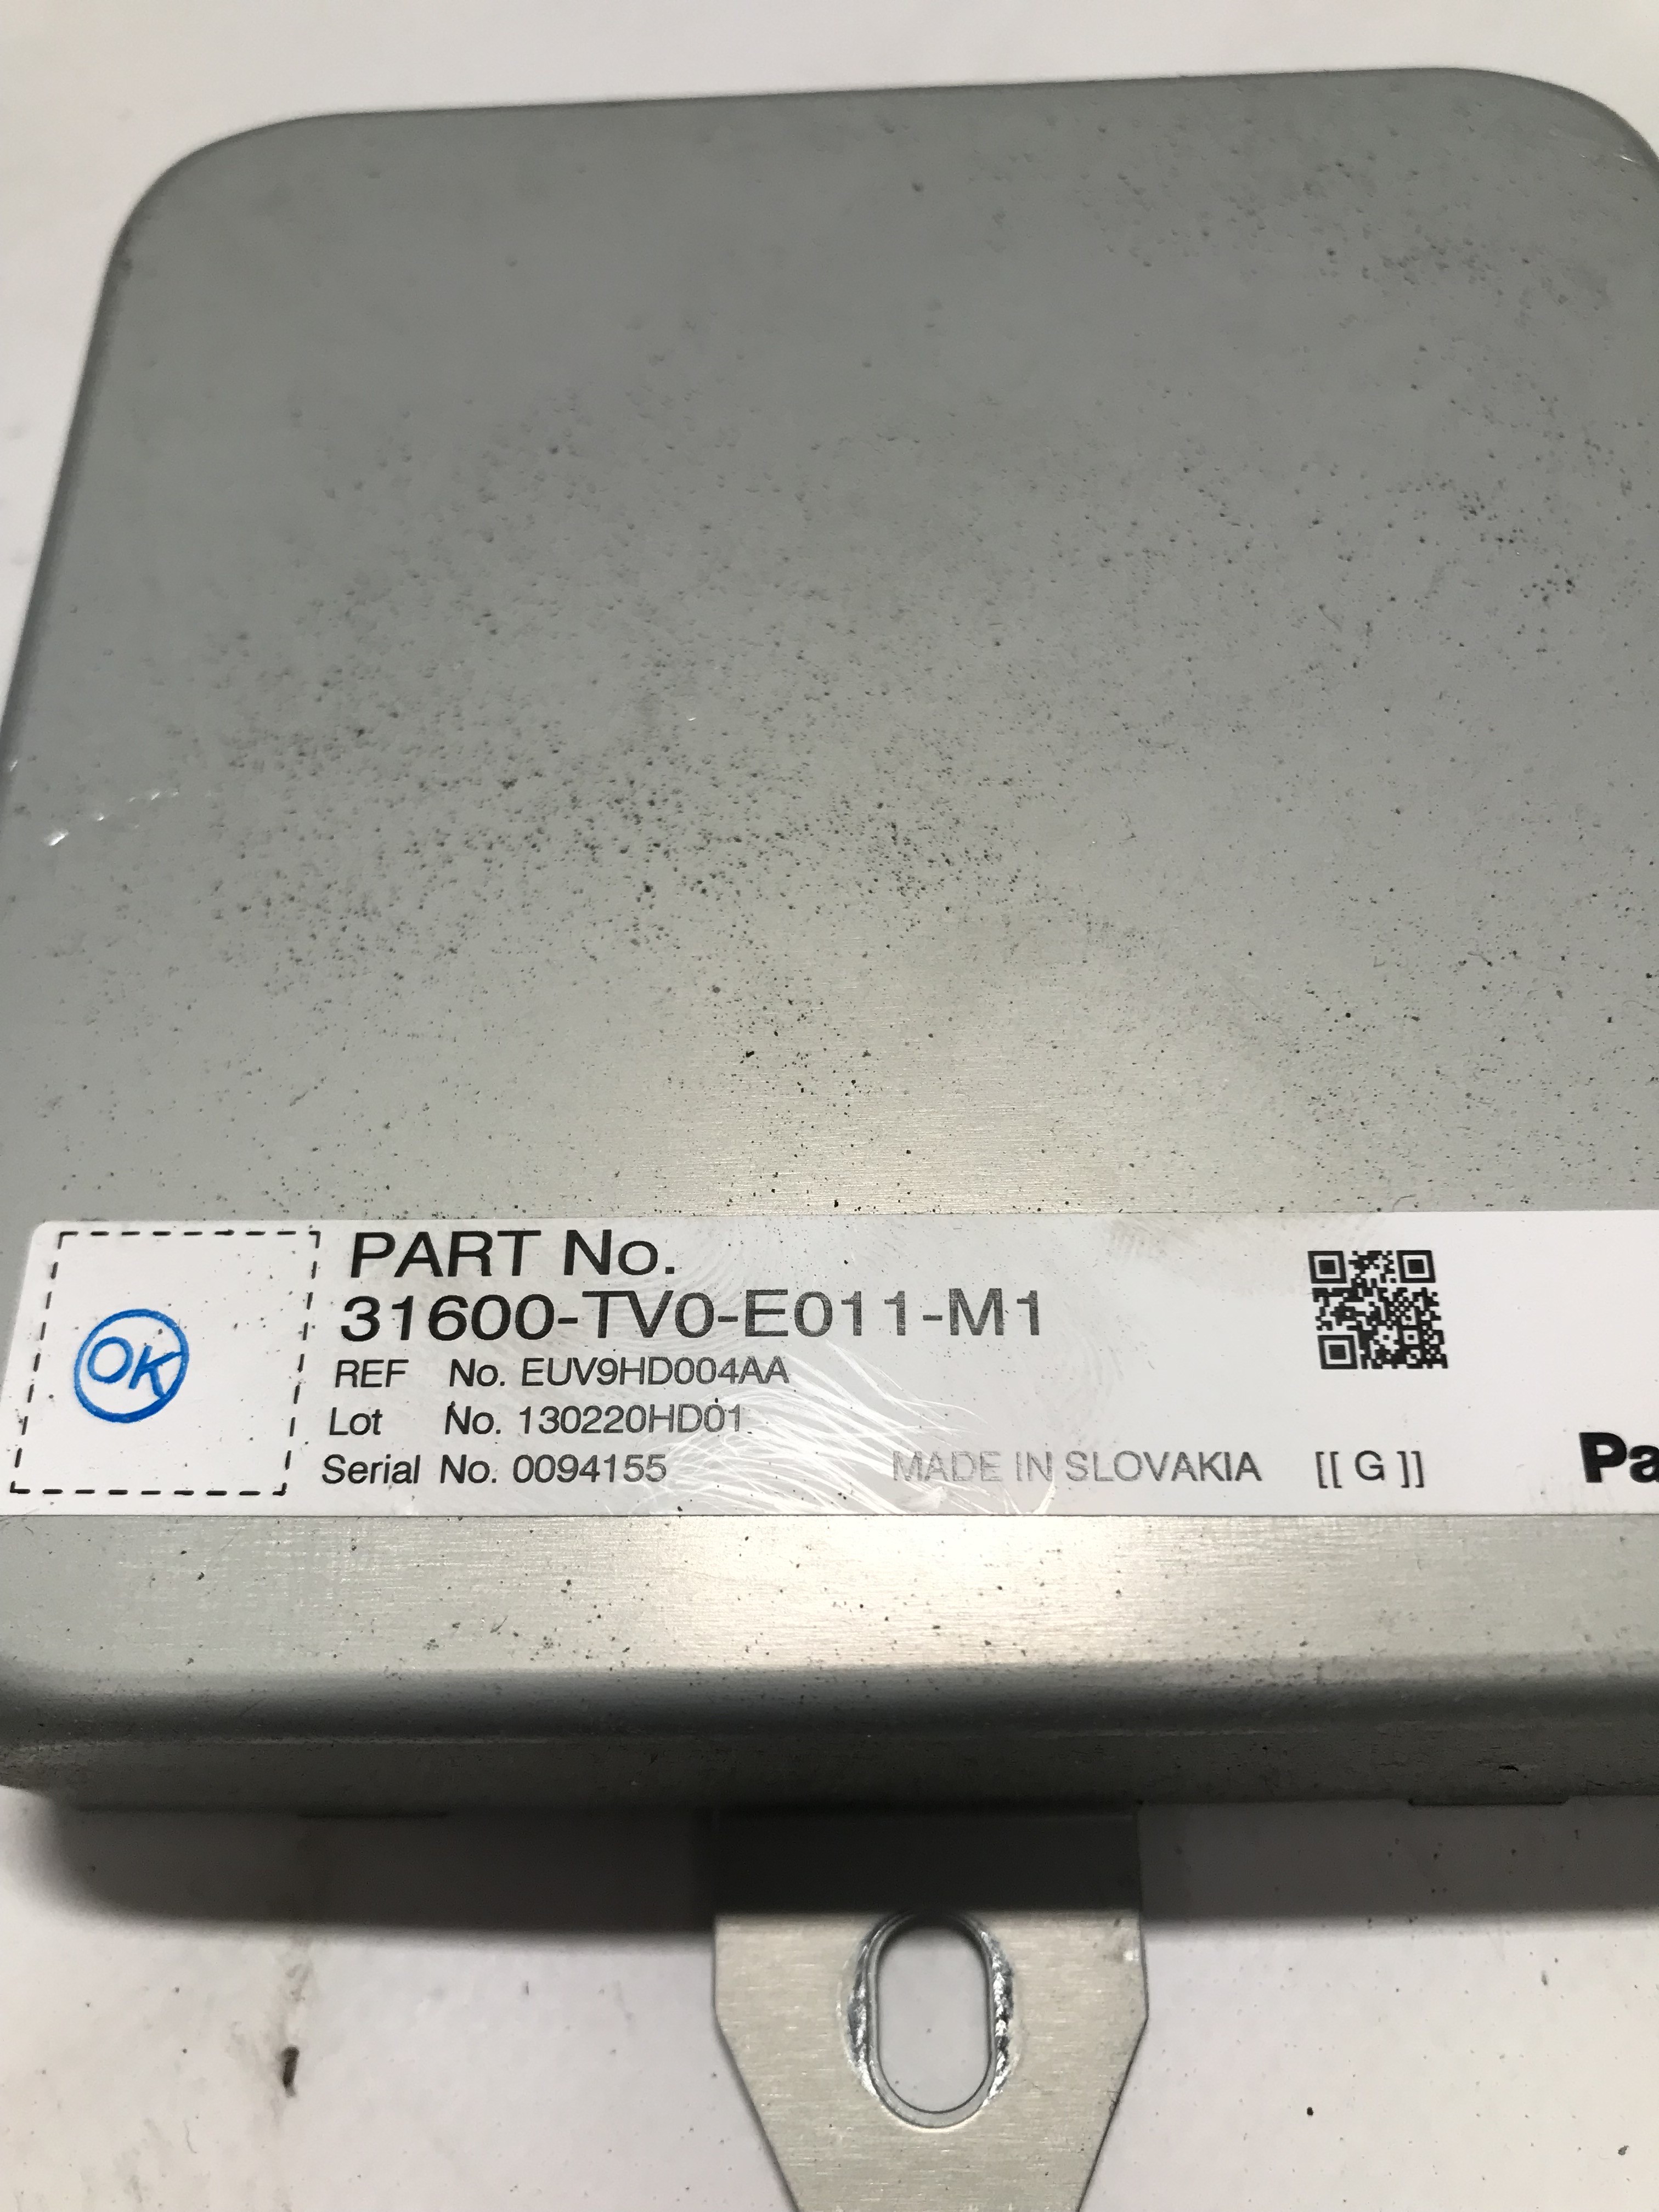 OK
PART No.
31600-TV0-E011-M1
REF No. EUV9HD004AA
Lot No. 130220HD01
Serial No. 0094155
MADE IN SLOVAKIA [[ G ]]
Pa